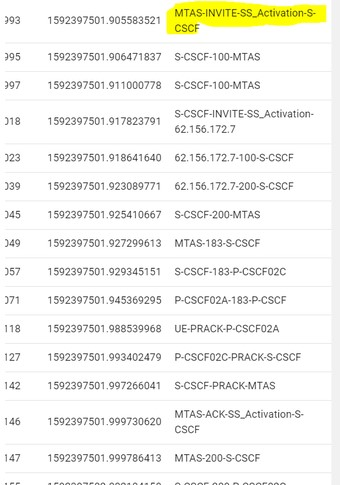 993 1592397501.905583521 MTAS-INVITE-SS_Activation-S-
CSCF
995 1592397501.906471837 S-CSCF-100-MTAS
997 1592397501.911000778 S-CSCF-100-MTAS
018 1592397501.917823791 S-CSCF-INVITE-SS_Activation-
62.156.172.7
023 1592397501.918641640 62.156.172.7-100-S-CSCF
039 1592397501.923089771 62.156.172.7-200-S-CSCF
045 1592397501.925410667 S-CSCF-200-MTAS
049 1592397501.927299613 MTAS-183-S-CSCF
057 1592397501.929345151 S-CSCF-183-P-CSCF02C
071 1592397501.945369295 P-CSCF02A-183-P-CSCF
118 1592397501.988539968 UE-PRACK-P-CSCF02A
127 1592397501.993402479 P-CSCF02C-PRACK-S-CSCF
142 1592397501.997266041 S-CSCF-PRACK-MTAS
146 1592397501.999730620 MTAS-ACK-SS_Activation-S-
CSCF
147 1592397501.999786413 MTAS-200-S-CSCF